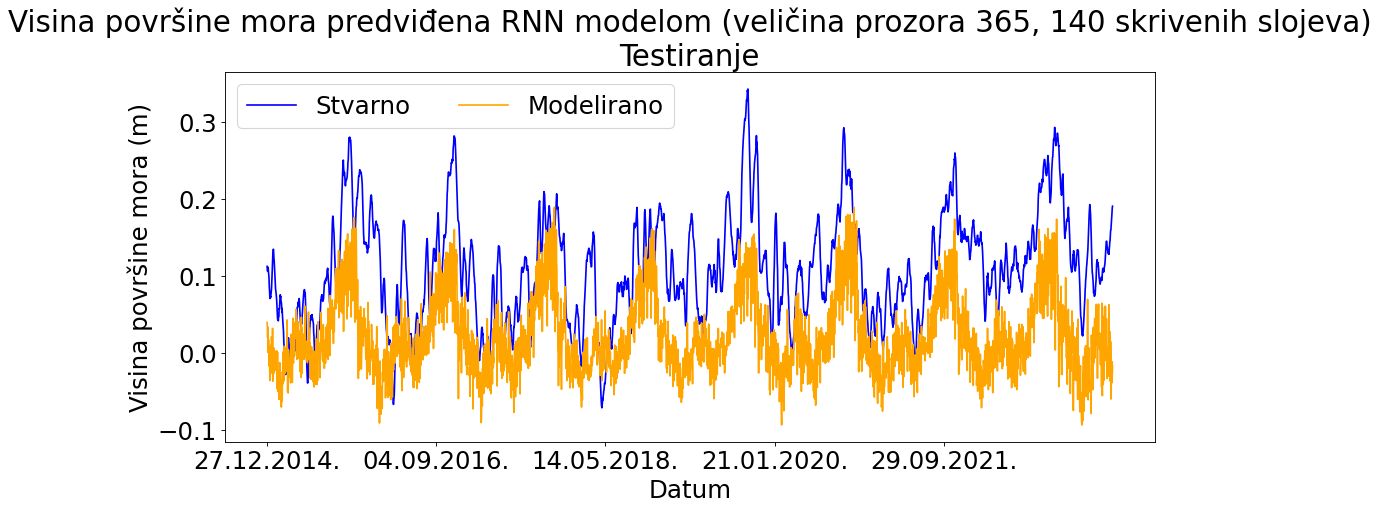 Visina površine mora predviđena RNN modelom (veličina prozora 365, 140 skrivenih slojeva)
Testiranje
Stvarno
Modelirano
Visina površine mora (m)
0.3
0.2
0.1
0.0
−0.1
27.12.2014.
04.09.2016.
14.05.2018.
21.01.2020.
29.09.2021.
Datum